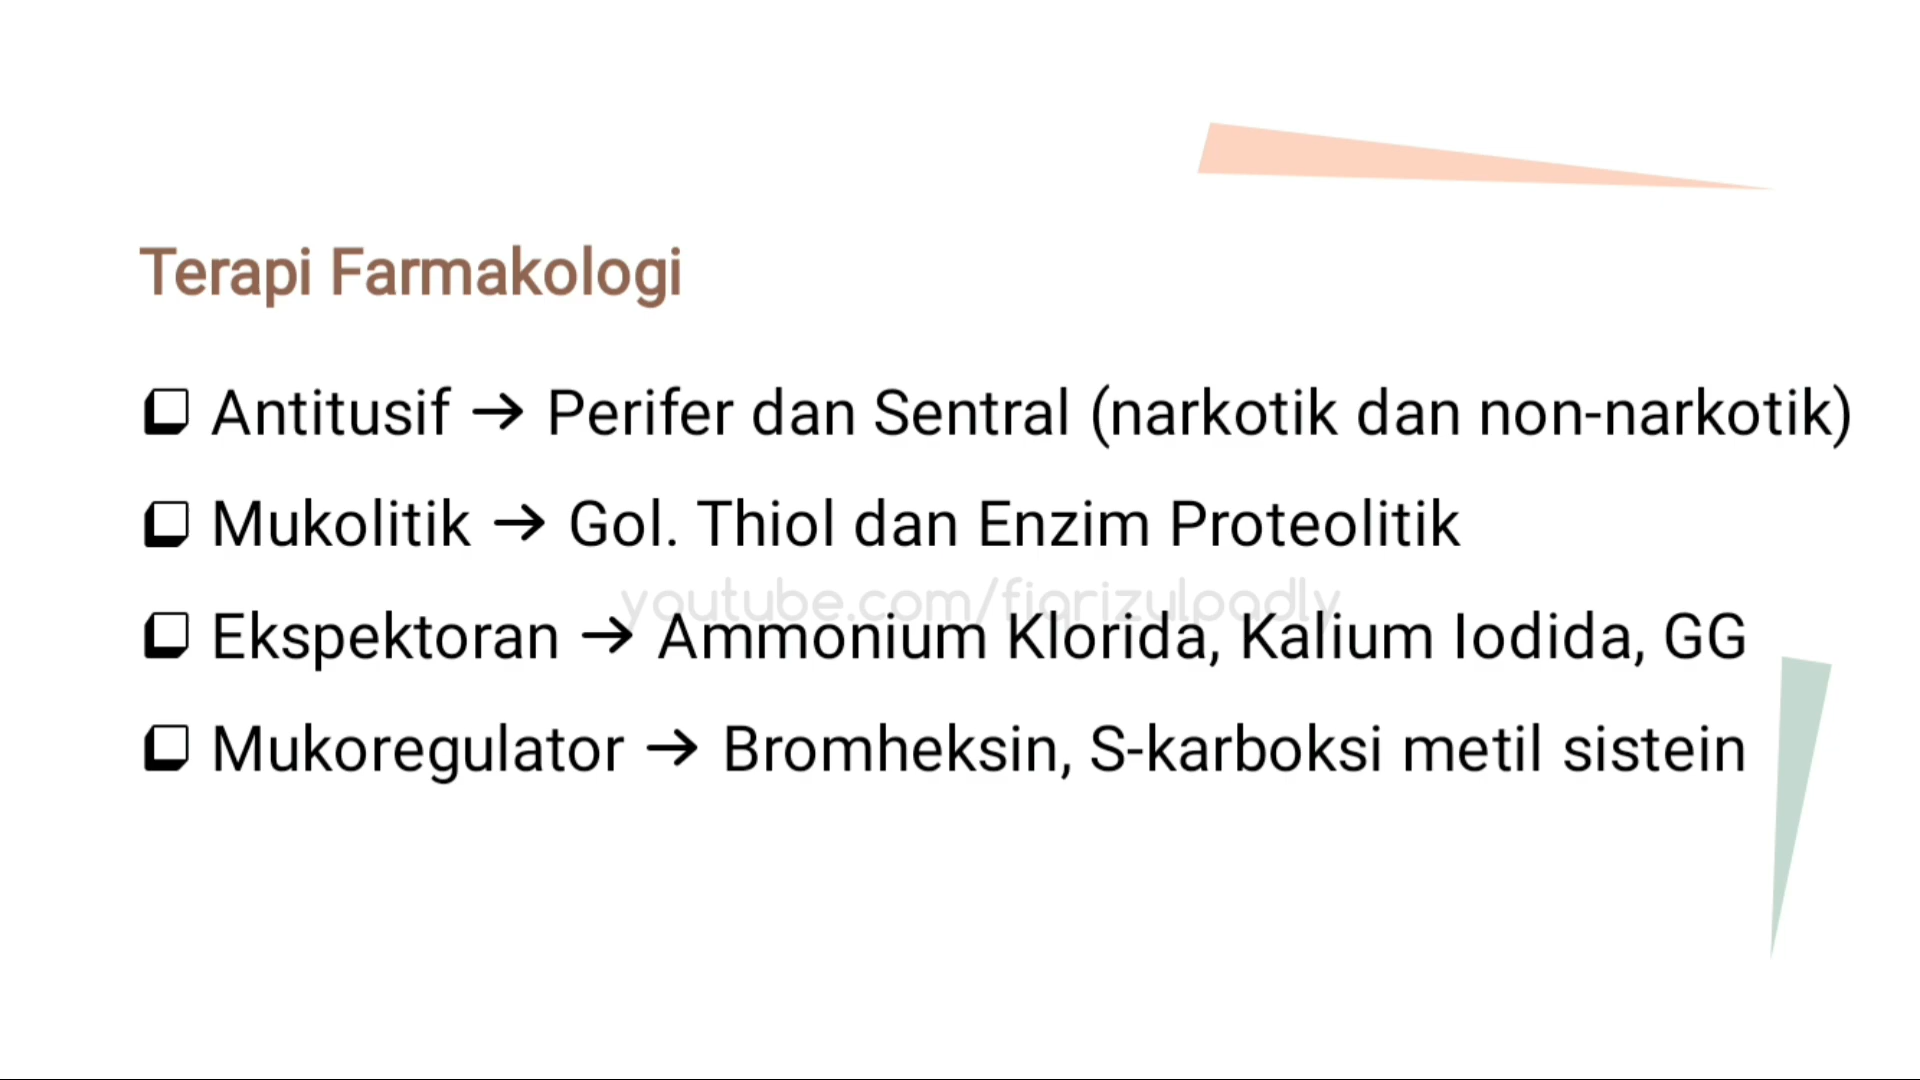 Terapi Farmakologi
❑ Antitusif → Perifer dan Sentral (narkotik dan non-narkotik)
❑ Mukolitik → Gol. Thiol dan Enzim Proteolitik
youtube.com/fiqrizulpadly
❑ Ekspektoran → Ammonium Klorida, Kalium Iodida, GG
❑ Mukoregulator → Bromheksin, S-karboksi metil sistein